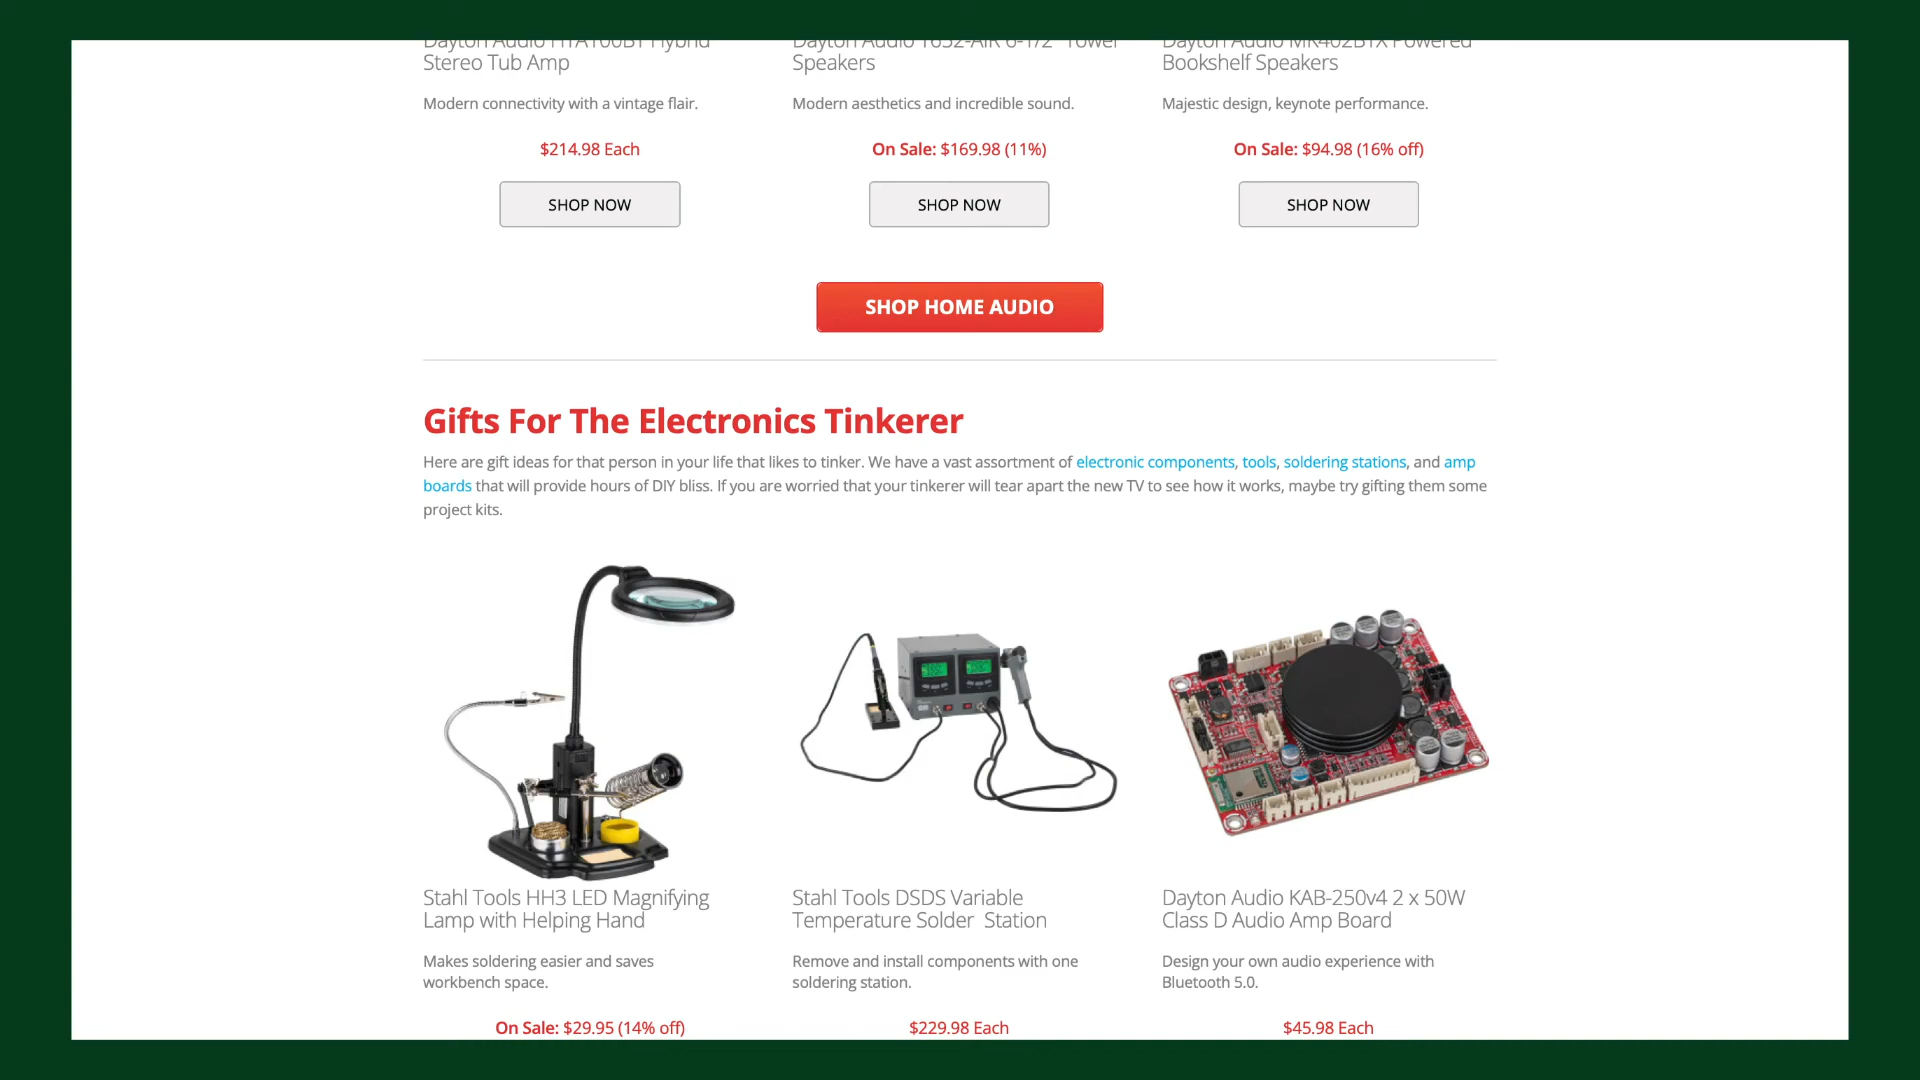 Dayton Audio HTA100BT Hybrid
Stereo Tub Amp
Modern connectivity with a vintage flair.
$214.98 Each
SHOP NOW
Dayton Audio T652-AIR 6-1/2" Tower
Speakers
Modern aesthetics and incredible sound.
On Sale: $169.98 (11%)
SHOP NOW
Dayton Audio MK402BTX Powered
Bookshelf Speakers
Majestic design, keynote performance.
On Sale: $94.98 (16% off)
SHOP NOW
SHOP HOME AUDIO
Gifts For The Electronics Tinkerer
Here are gift ideas for that person in your life that likes to tinker. We have a vast assortment of electronic components, tools, soldering stations, and amp
boards that will provide hours of DIY bliss. If you are worried that your tinkerer will tear apart the new TV to see how it works, maybe try gifting them some
project kits.
Stahl Tools HH3 LED Magnifying
Lamp with Helping Hand
Makes soldering easier and saves
workbench space.
On Sale: $29.95 (14% off)
Stahl Tools DSDS Variable
Temperature Solder  Station
Remove and install components with one
soldering station.
$229.98 Each
Dayton Audio KAB-250v4 2 x 50W
Class D Audio Amp Board
Design your own audio experience with
Bluetooth 5.0.
$45.98 Each